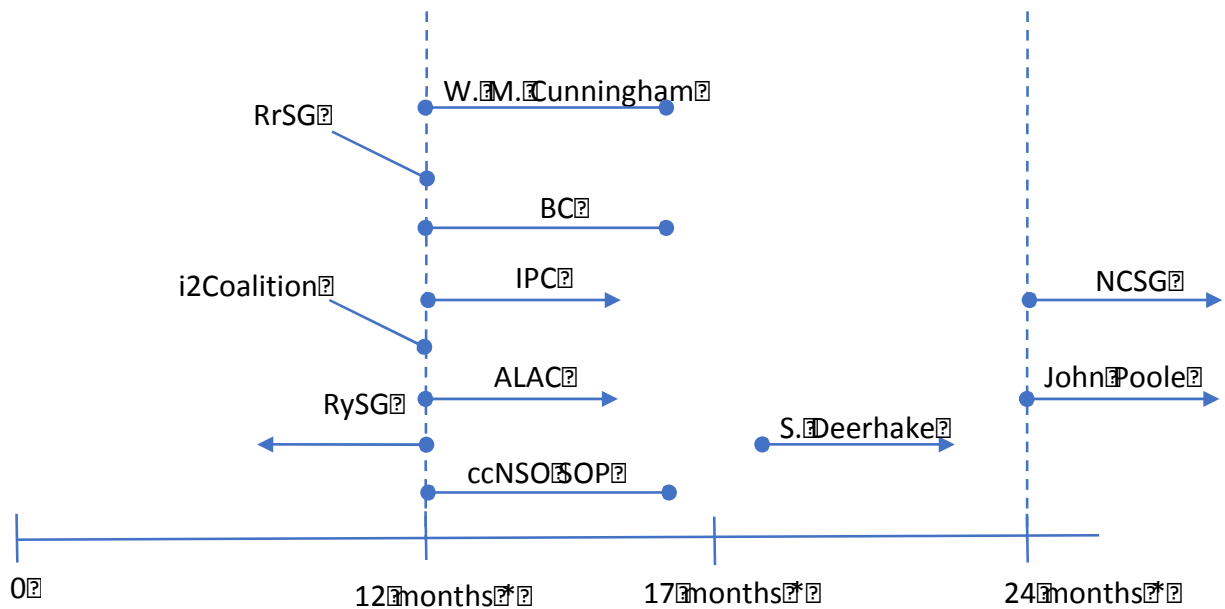 W. M. Cunningham
RrSG
BC
IPC
i2Coalition
NCSG
ALAC
John Poole
RySG
S. Deerhake
ccNSO SOP
0
12 months *
17 months *
24 months *